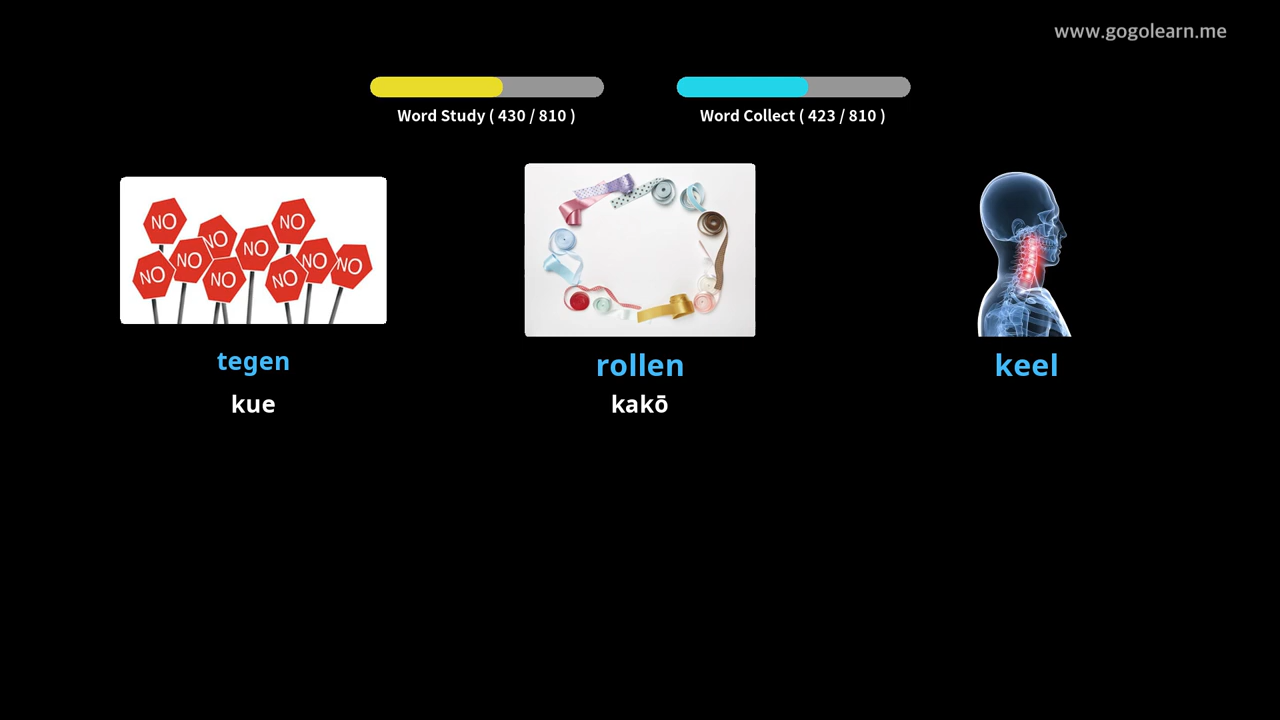 www.gogolearn.me
Word Study ( 430 / 810 )
Word Collect ( 423 / 810 )
NO
NO
NO
NO
NO
NO
NO
NO
NO
NO
tegen
rollen
keel
kue
kakō